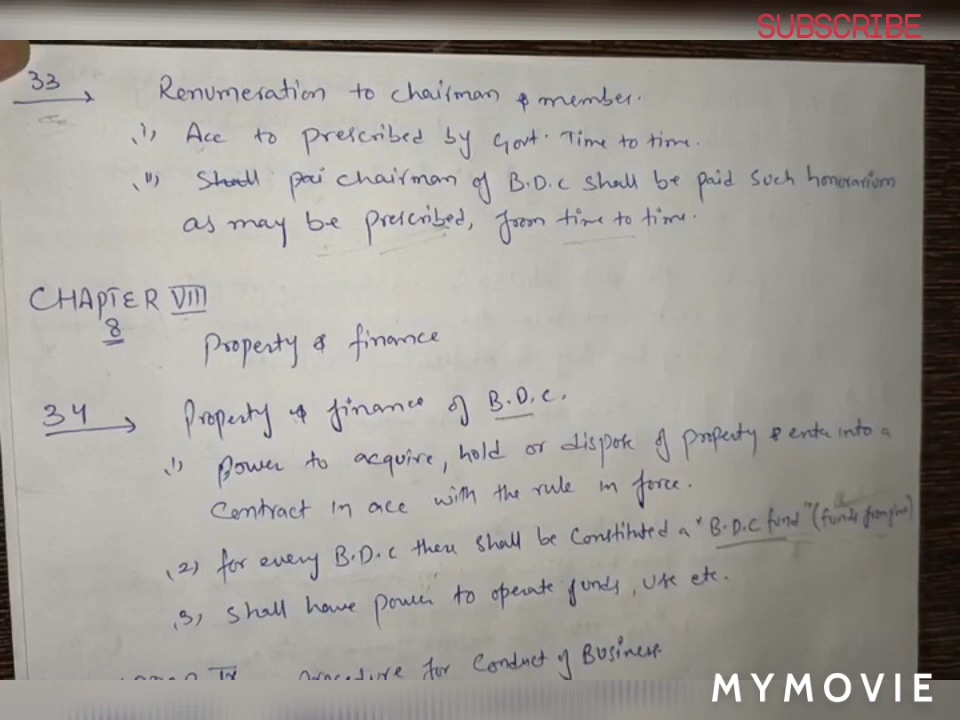 SUBSCRIBE
33 → Renumeration to chairman & member.
(i) Acc to prescribed by Govt. Time to time.
(ii) Shall pai chairman of B.D.C shall be paid such honorarium
as may be prescribed, from time to time.
CHAPTER VIII
8
Property & finance
34 → Property & finance of B.D.C.
(1) power to acquire, hold or dispose of property & enter into a
Contract in acc with the rule in force.
(2) for every B.D.C there shall be Constituted a "B.D.C fund" (funds
(3) shall have power to operate funds, use etc.
IX Procedure for Conduct of Business
MYMOVIE